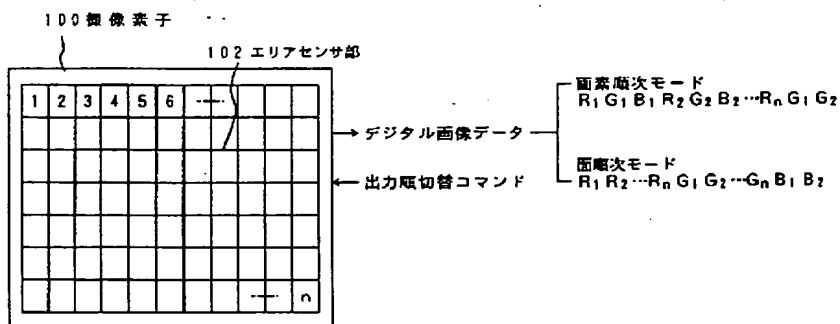 100 撮像素子
102 エリアセンサ部
1 2 3 4 5 6
画素順次モード
R1 G1 B1 R2 G2 B2…Rn G1 G2
デジタル画像データ
出力順切替コマンド
面順次モード
R1 R2…Rn G1 G2…Gn B1 B2
n